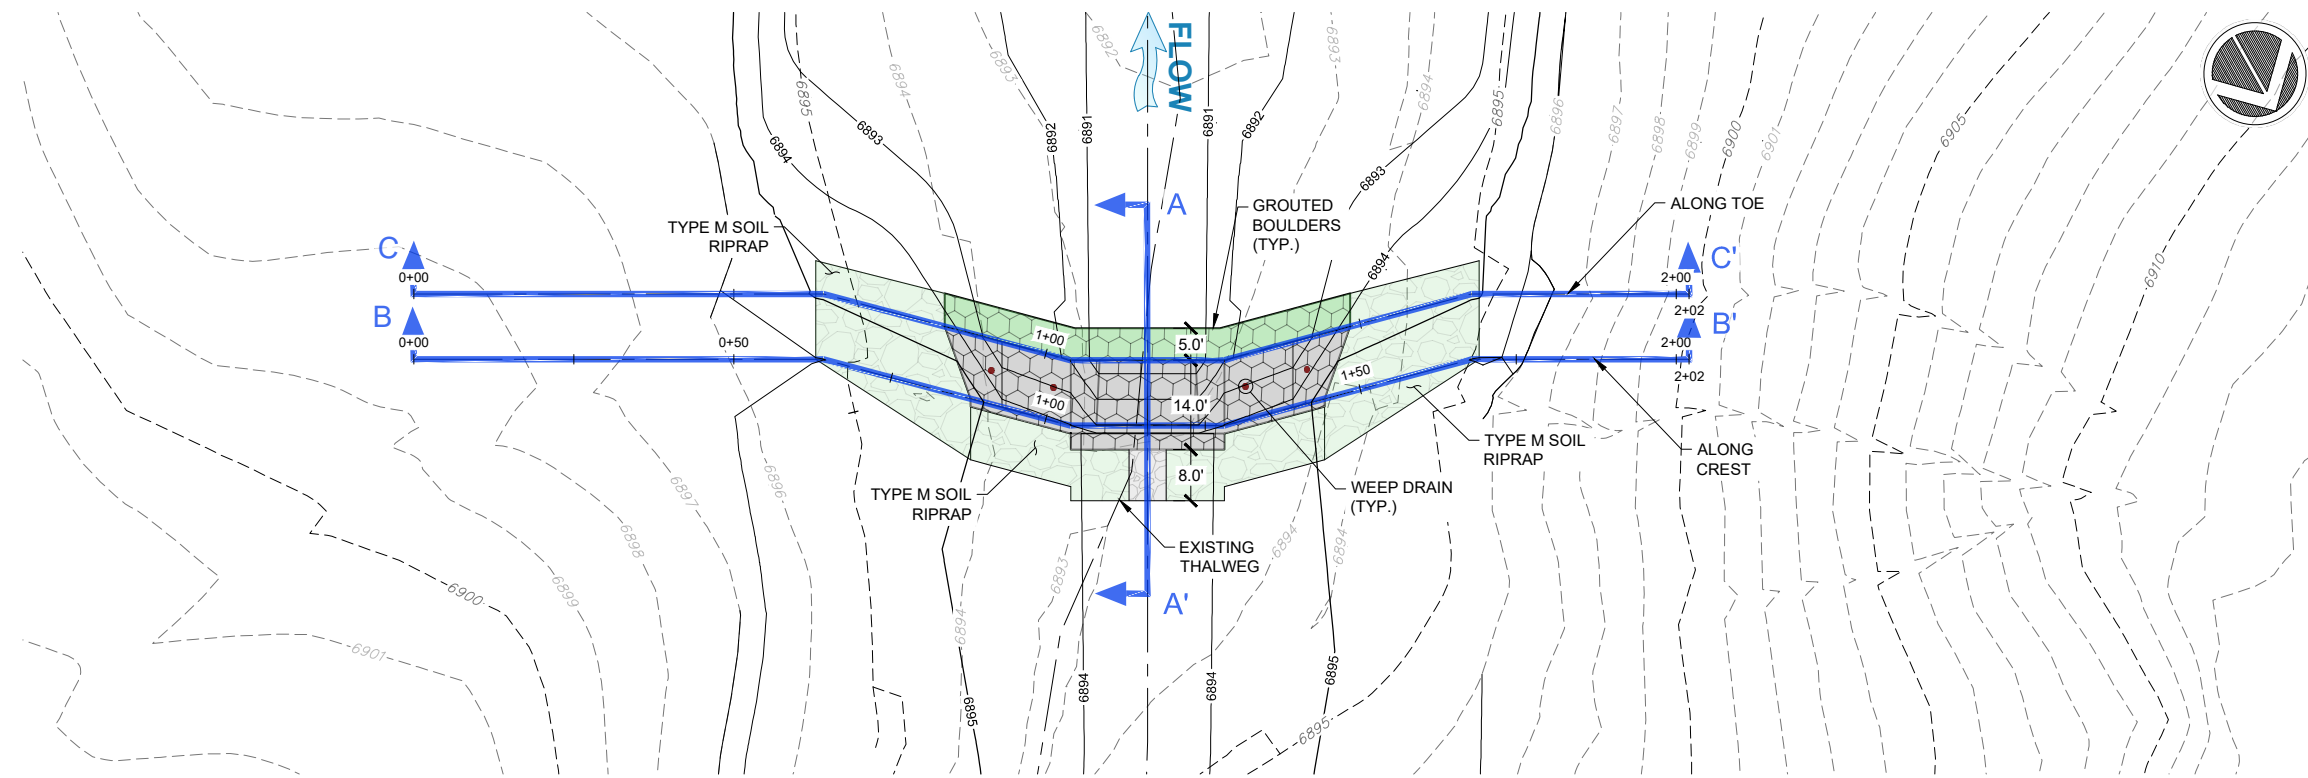 FLOW
6892
6893
6893
6894
6894
6895
6895
6896
6897
6898
6899
6900
6901
6905
6910
6893
6894
6892
6891
6891
6892
6893
6894
A
GROUTED
BOULDERS
(TYP.)
ALONG TOE
TYPE M SOIL
RIPRAP
C
0+00
C'
2+00
2+02
B
0+00
0+50
B'
2+00
2+02
1+00
5.0'
1+00
14.0'
1+50
8.0'
TYPE M SOIL
RIPRAP
ALONG
CREST
TYPE M SOIL
RIPRAP
WEEP DRAIN
(TYP.)
EXISTING
THALWEG
A'
6896
6897
6898
6899
6900
6901
6893
6894
6894
6894
6894
6894
6895
6895
6895